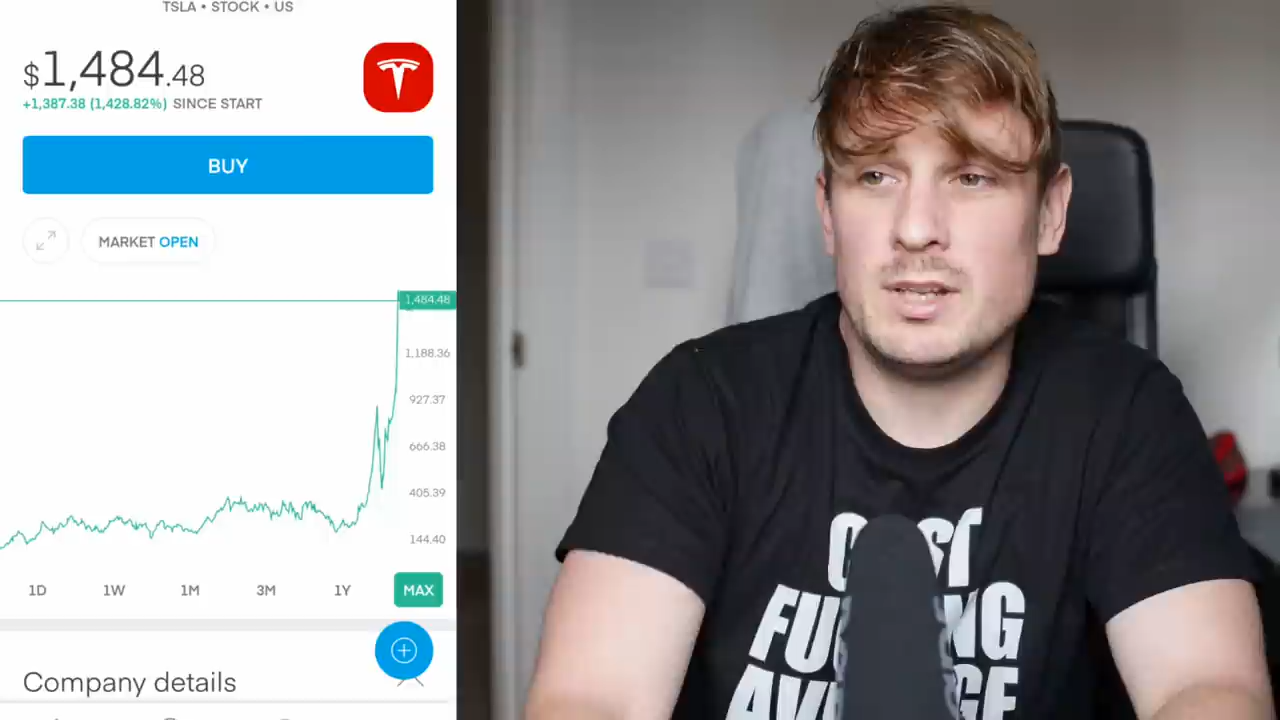 TSLA • STOCK • US
$1,484.48
+1,387.38 (1,428.82%) SINCE START
BUY
MARKET OPEN
1,484.48
1,188.36
927.37
666.38
405.39
144.40
1D 1W 1M 3M 1Y MAX
Company details